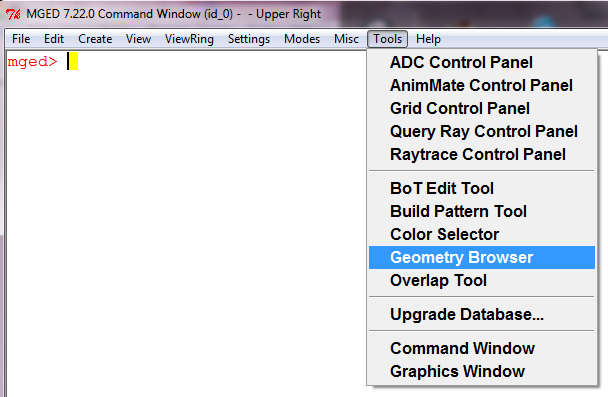 MGED 7.22.0 Command Window (id_0) - - Upper Right
File Edit Create View ViewRing Settings Modes Misc Tools Help
mged>
ADC Control Panel
AnimMate Control Panel
Grid Control Panel
Query Ray Control Panel
Raytrace Control Panel
BoT Edit Tool
Build Pattern Tool
Color Selector
Geometry Browser
Overlap Tool
Upgrade Database...
Command Window
Graphics Window